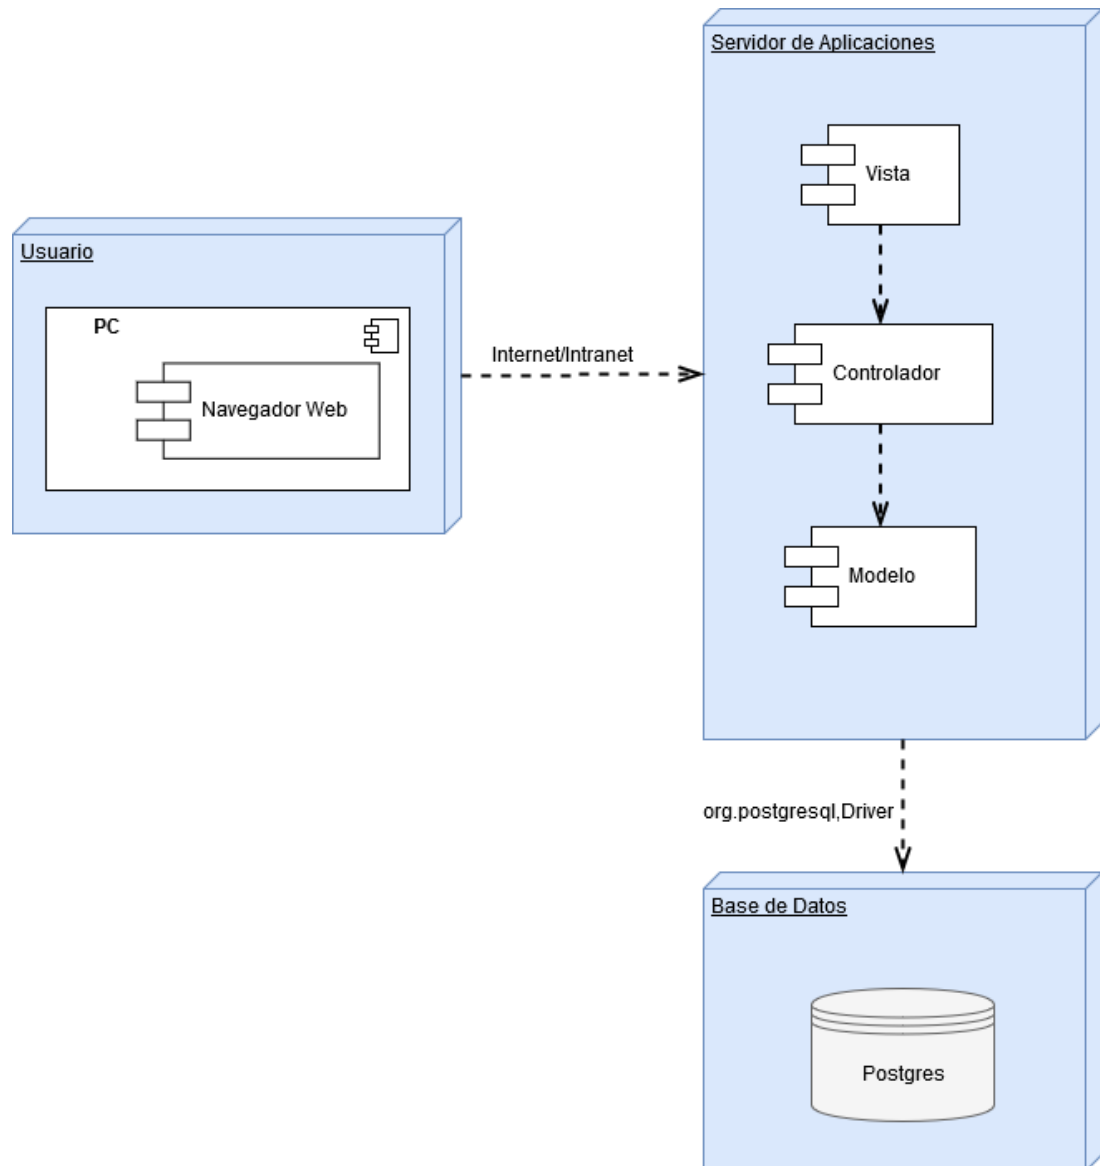 Servidor de Aplicaciones
Vista
Usuario
PC
Navegador Web
Internet/Intranet
Controlador
Modelo
org.postgresql,Driver
Base de Datos
Postgres